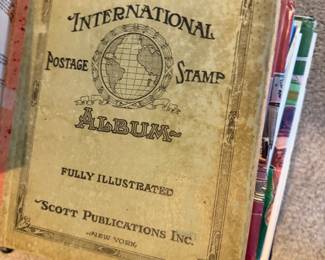 INTERNATIONAL
POSTAGE STAMP
ALBUM
FULLY ILLUSTRATED
SCOTT PUBLICATIONS INC.
NEW YORK